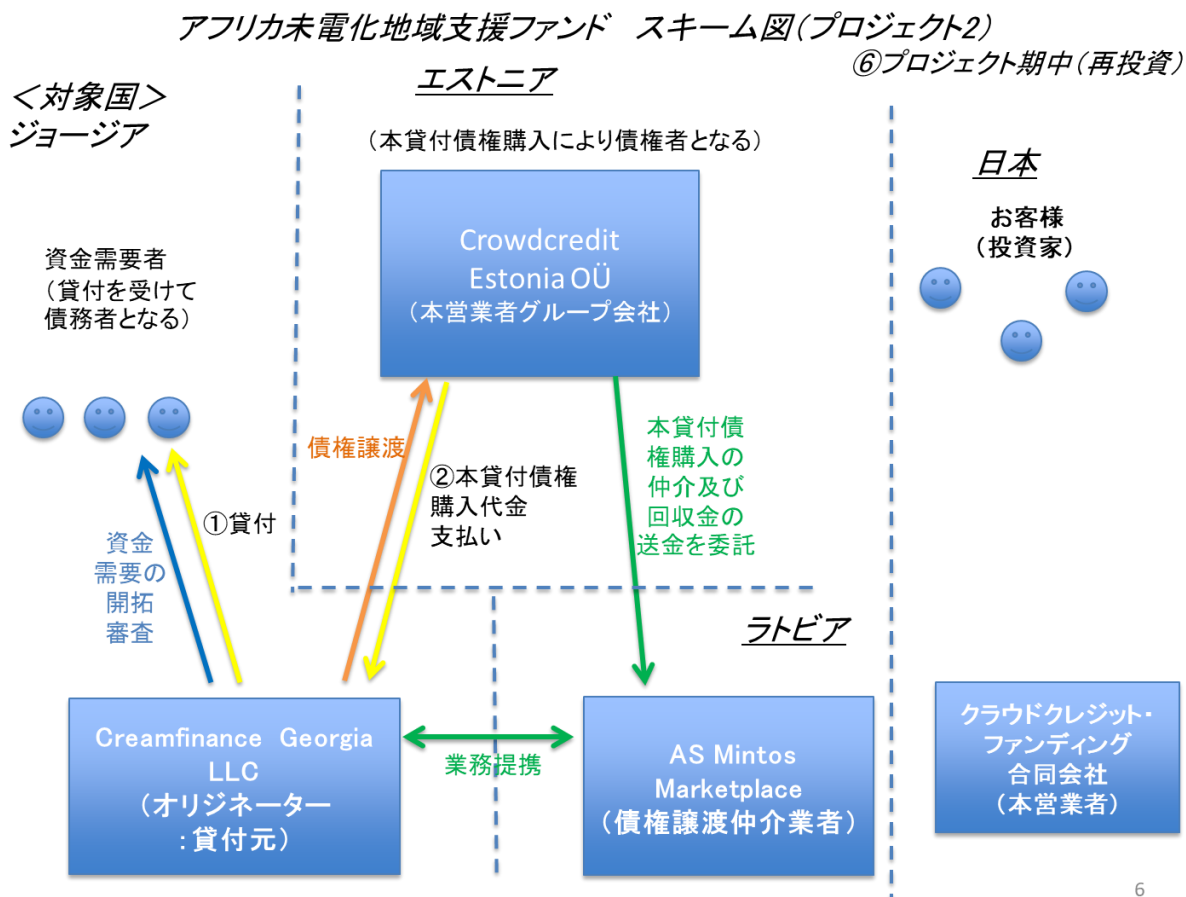 アフリカ未電化地域支援ファンド　スキーム図(プロジェクト2)
⑥プロジェクト期中(再投資)
＜対象国＞
ジョージア
エストニア
（本貸付債権購入により債権者となる）
日本
お客様
（投資家）
資金需要者
（貸付を受けて
債務者となる）
Crowdcredit
Estonia OÜ
（本営業者グループ会社）
債権譲渡
②本貸付債権
購入代金
支払い
本貸付債
権購入の
仲介及び
回収金の
送金を委託
①貸付
資金
需要の
開拓
審査
ラトビア
Creamfinance Georgia
LLC
（オリジネーター
：貸付元）
業務提携
AS Mintos
Marketplace
（債権譲渡仲介業者）
クラウドクレジット・
ファンディング
合同会社
（本営業者）
6